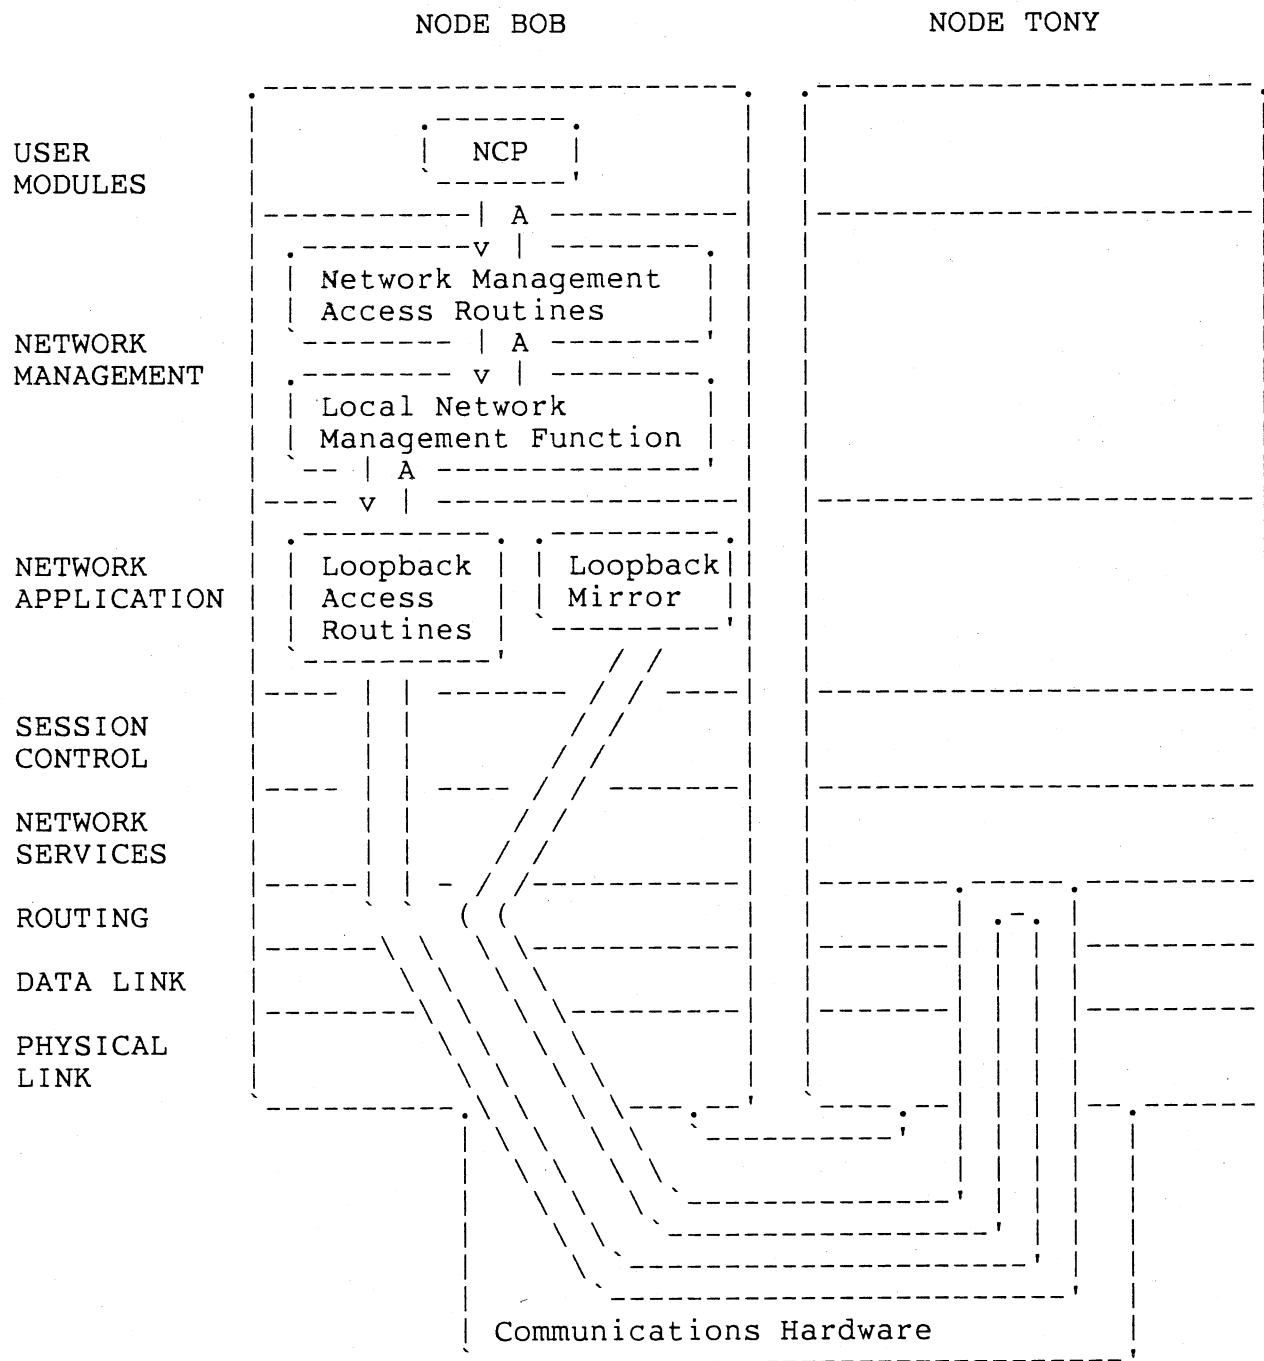 NODE BOB
NODE TONY
USER
MODULES
NCP
NETWORK
MANAGEMENT
Network Management
Access Routines
Local Network
Management Function
NETWORK
APPLICATION
Loopback
Access
Routines
Loopback
Mirror
SESSION
CONTROL
NETWORK
SERVICES
ROUTING
DATA LINK
PHYSICAL
LINK
Communications Hardware